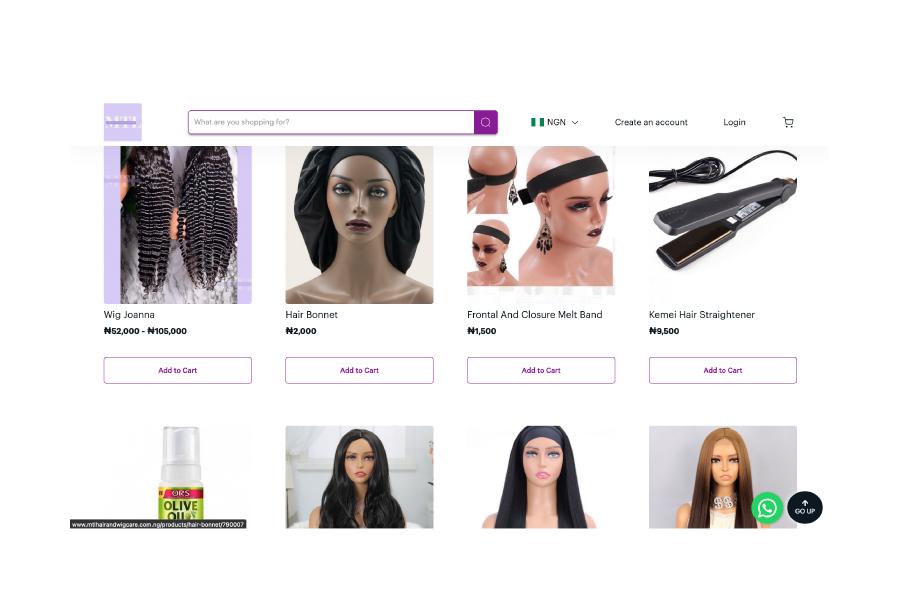 MTL
What are you shopping for?
NGN
Create an account
Login
Wig Joanna
₦52,000 - ₦105,000
Add to Cart
Hair Bonnet
₦2,000
Add to Cart
Frontal And Closure Melt Band
₦1,500
Add to Cart
Kemei Hair Straightener
₦9,500
Add to Cart
ORS
OLIVE
GO UP
www.mtlhairandwigcare.com.ng/products/hair-bonnet/790007